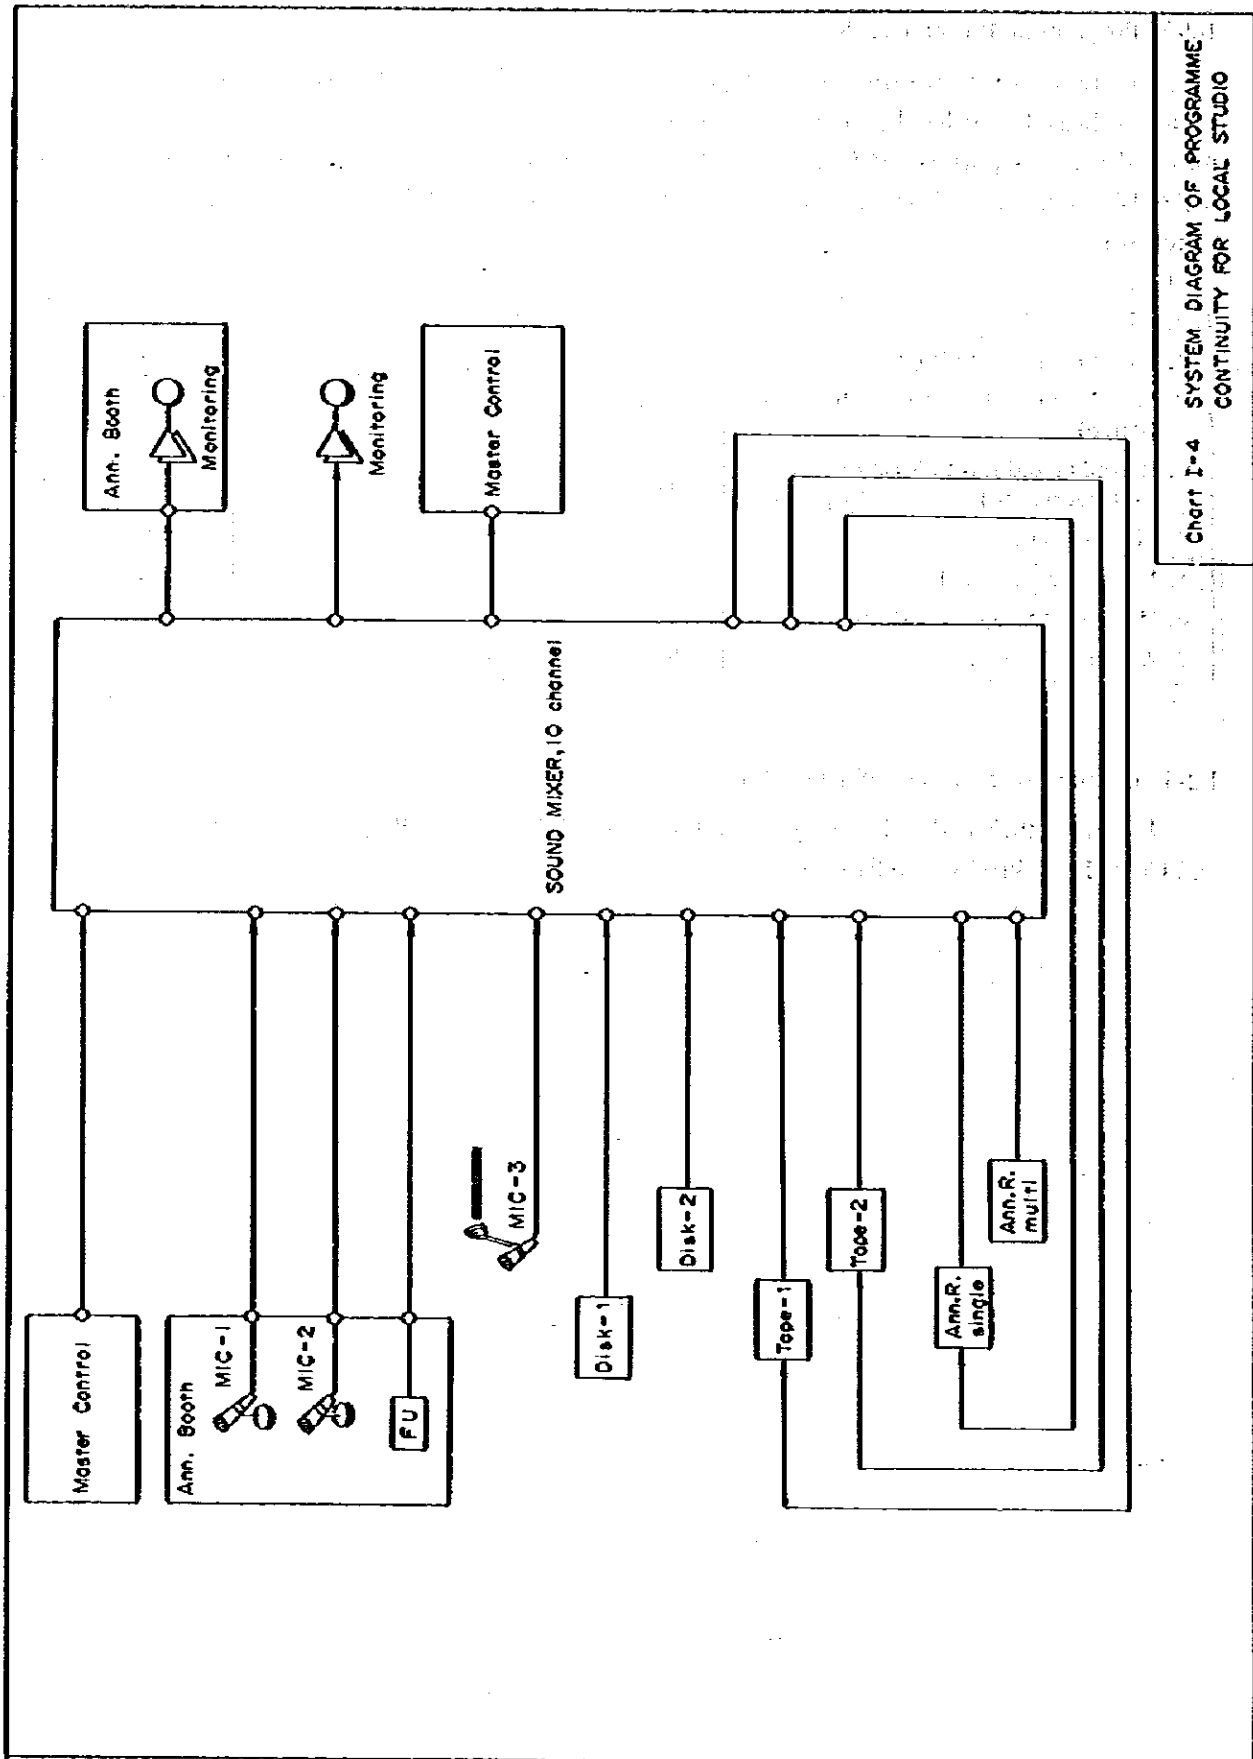 Master Control
Ann. Booth
MIC-1
MIC-2
FU
MIC-3
Disk-1
Disk-2
Tape-1
Tape-2
Ann.R.
single
Ann.R.
multi
SOUND MIXER, 10 channel
Ann. Booth
Monitoring
Monitoring
Master Control
Chart I-4 SYSTEM DIAGRAM OF PROGRAMME
CONTINUITY FOR LOCAL STUDIO